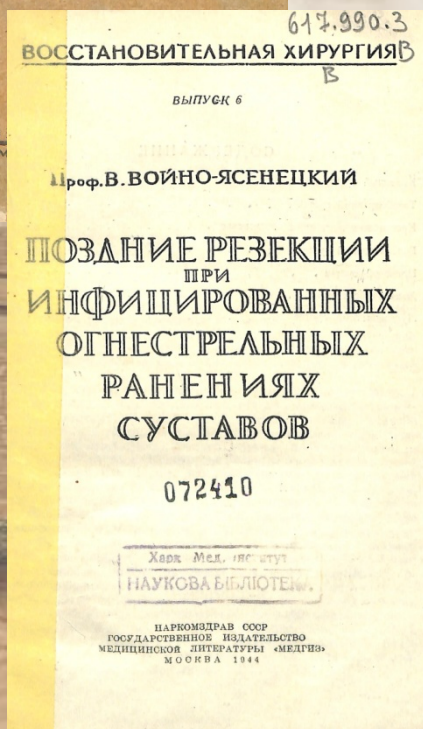 617.990.3
ВОССТАНОВИТЕЛЬНАЯ ХИРУРГИЯ В
В
ВЫПУСК 6
Проф. В. ВОЙНО-ЯСЕНЕЦКИЙ
ПОЗДНИЕ РЕЗЕКЦИИ
ПРИ
ИНФИЦИРОВАННЫХ
ОГНЕСТРЕЛЬНЫХ
РАНЕНИЯХ
СУСТАВОВ
072410
Харк Мед.
НАУКОВА БІБЛІОТЕКА
НАРКОМЗДРАВ СССР
ГОСУДАРСТВЕННОЕ ИЗДАТЕЛЬСТВО
МЕДИЦИНСКОЙ ЛИТЕРАТУРЫ «МЕДГИЗ»
МОСКВА 1944